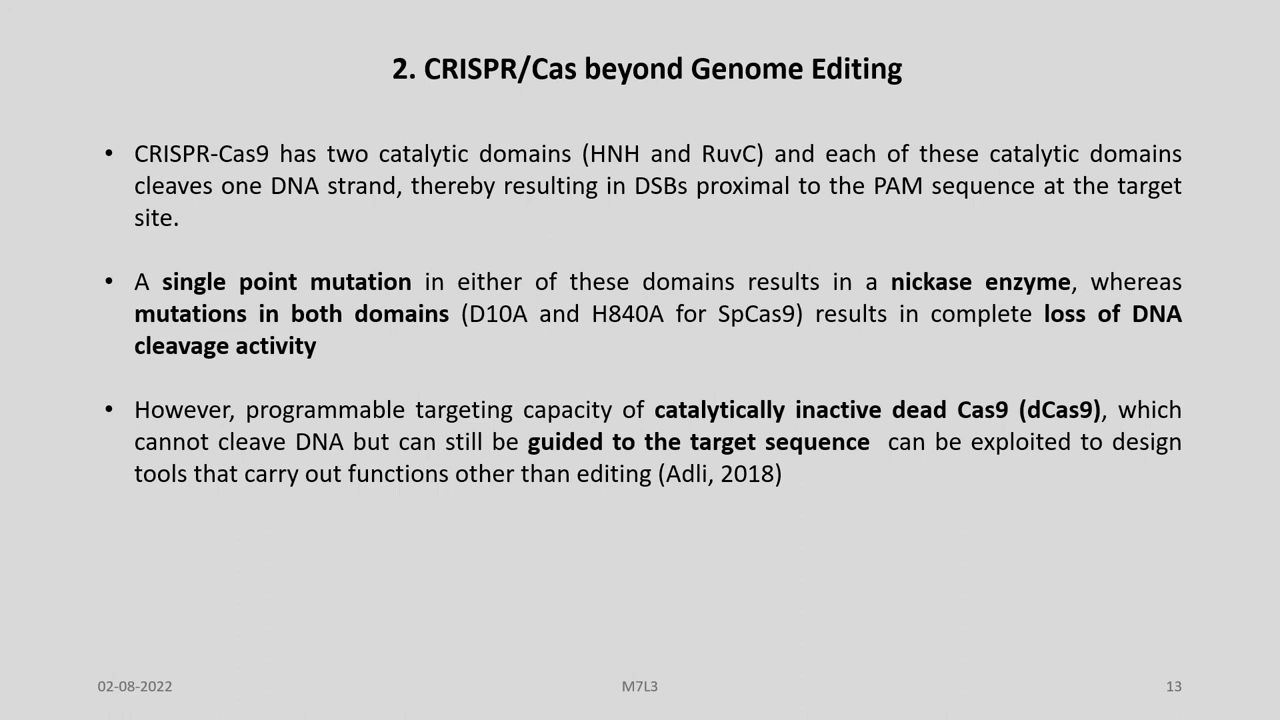 2. CRISPR/Cas beyond Genome Editing
• CRISPR-Cas9 has two catalytic domains (HNH and RuvC) and each of these catalytic domains
cleaves one DNA strand, thereby resulting in DSBs proximal to the PAM sequence at the target
site.
• A single point mutation in either of these domains results in a nickase enzyme, whereas
mutations in both domains (D10A and H840A for SpCas9) results in complete loss of DNA
cleavage activity
• However, programmable targeting capacity of catalytically inactive dead Cas9 (dCas9), which
cannot cleave DNA but can still be guided to the target sequence can be exploited to design
tools that carry out functions other than editing (Adli, 2018)
02-08-2022 M7L3 13